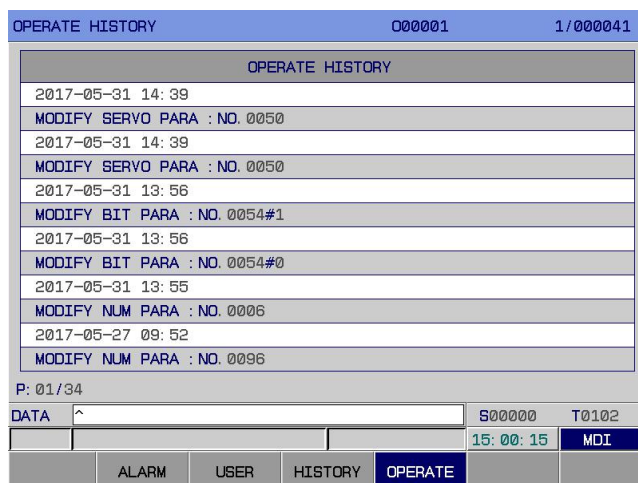 OPERATE HISTORY O00001 1/000041
OPERATE HISTORY
2017-05-31 14:39
MODIFY SERVO PARA : NO. 0050
2017-05-31 14:39
MODIFY SERVO PARA : NO. 0050
2017-05-31 13:56
MODIFY BIT PARA : NO. 0054#1
2017-05-31 13:56
MODIFY BIT PARA : NO. 0054#0
2017-05-31 13:55
MODIFY NUM PARA : NO. 0006
2017-05-27 09:52
MODIFY NUM PARA : NO. 0096
P: 01/34
DATA ^ S00000 T0102
15:00:15 MDI
ALARM USER HISTORY OPERATE